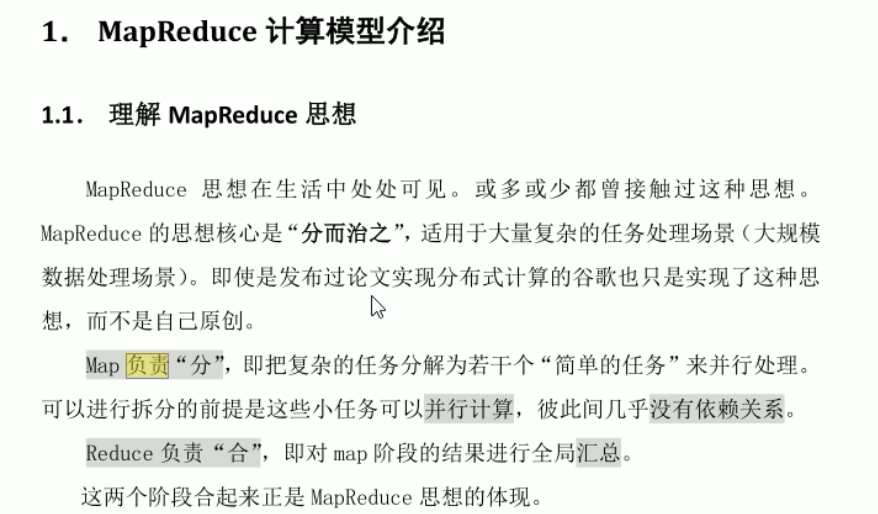 1. MapReduce 计算模型介绍
1.1. 理解 MapReduce 思想
MapReduce 思想在生活中处处可见。或多或少都曾接触过这种思想。
MapReduce 的思想核心是“分而治之”，适用于大量复杂的任务处理场景（大规模
数据处理场景）。即使是发布过论文实现分布式计算的谷歌也只是实现了这种思
想，而不是自己原创。
Map 负责“分”，即把复杂的任务分解为若干个“简单的任务”来并行处理。
可以进行拆分的前提是这些小任务可以并行计算，彼此间几乎没有依赖关系。
Reduce 负责“合”，即对 map 阶段的结果进行全局汇总。
这两个阶段合起来正是 MapReduce 思想的体现。